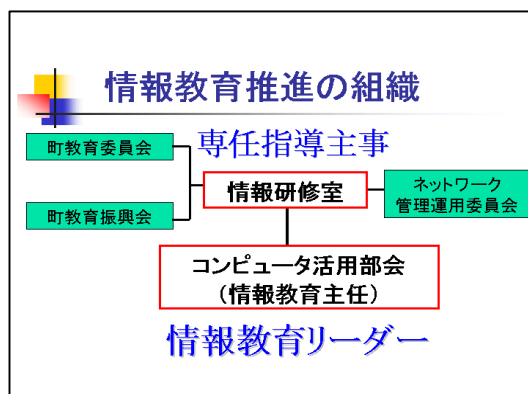 情報教育推進の組織
専任指導主事
町教育委員会
情報研修室
ネットワーク
管理運用委員会
町教育振興会
コンピュータ活用部会
（情報教育主任）
情報教育リーダー